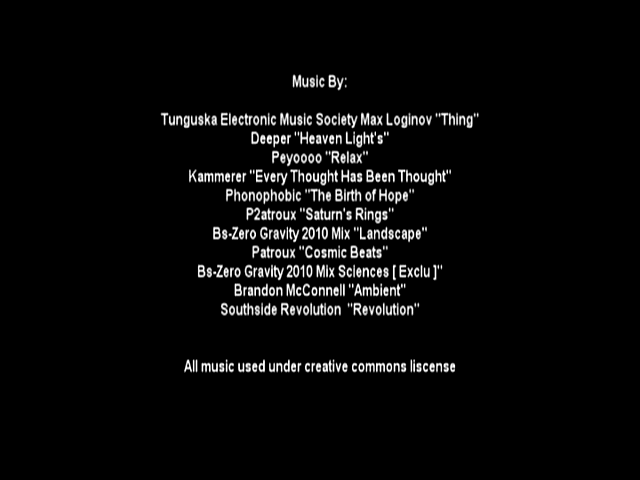 Music By:
Tunguska Electronic Music Society Max Loginov "Thing"
Deeper "Heaven Light's"
Peyoooo "Relax"
Kammerer "Every Thought Has Been Thought"
Phonophobic "The Birth of Hope"
P2atroux "Saturn's Rings"
Bs-Zero Gravity 2010 Mix "Landscape"
Patroux "Cosmic Beats"
Bs-Zero Gravity 2010 Mix Sciences [ Exclu ]"
Brandon McConnell "Ambient"
Southside Revolution  "Revolution"
All music used under creative commons liscense